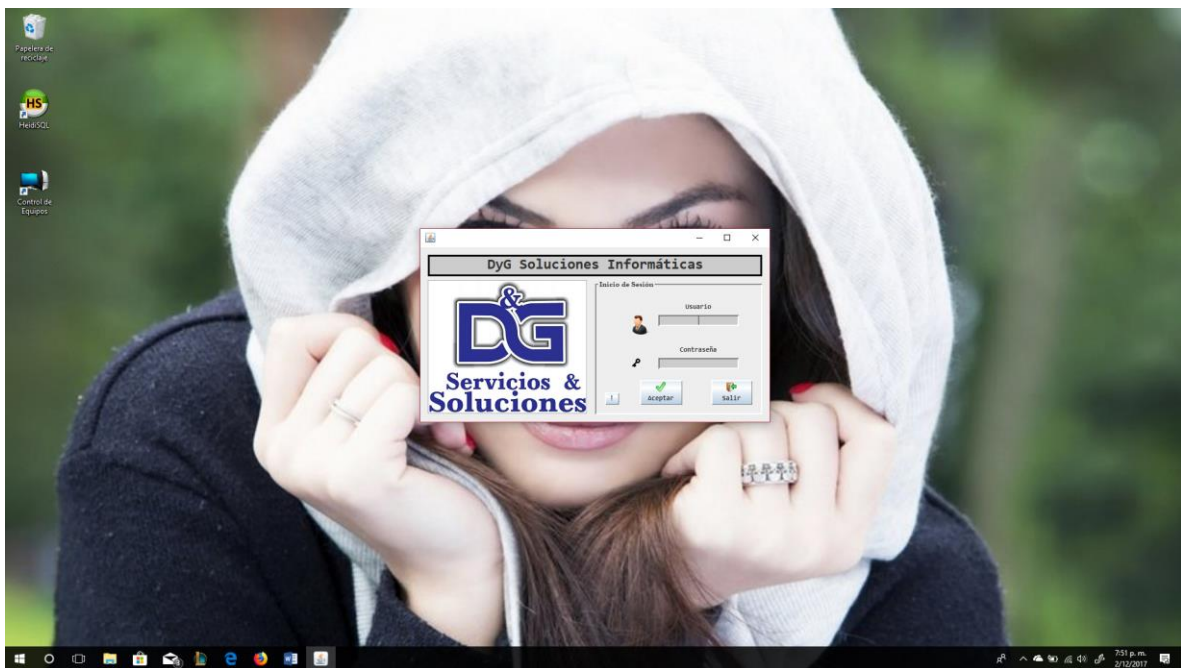 Papelera de
reciclaje
HS
HeidiSQL
Control de
Equipos
DyG Soluciones Informáticas
Inicio de Sesión
Usuario
Contraseña
D&G
Servicios &
Soluciones
!
Aceptar
Salir
7:51 p. m.
2/12/2017